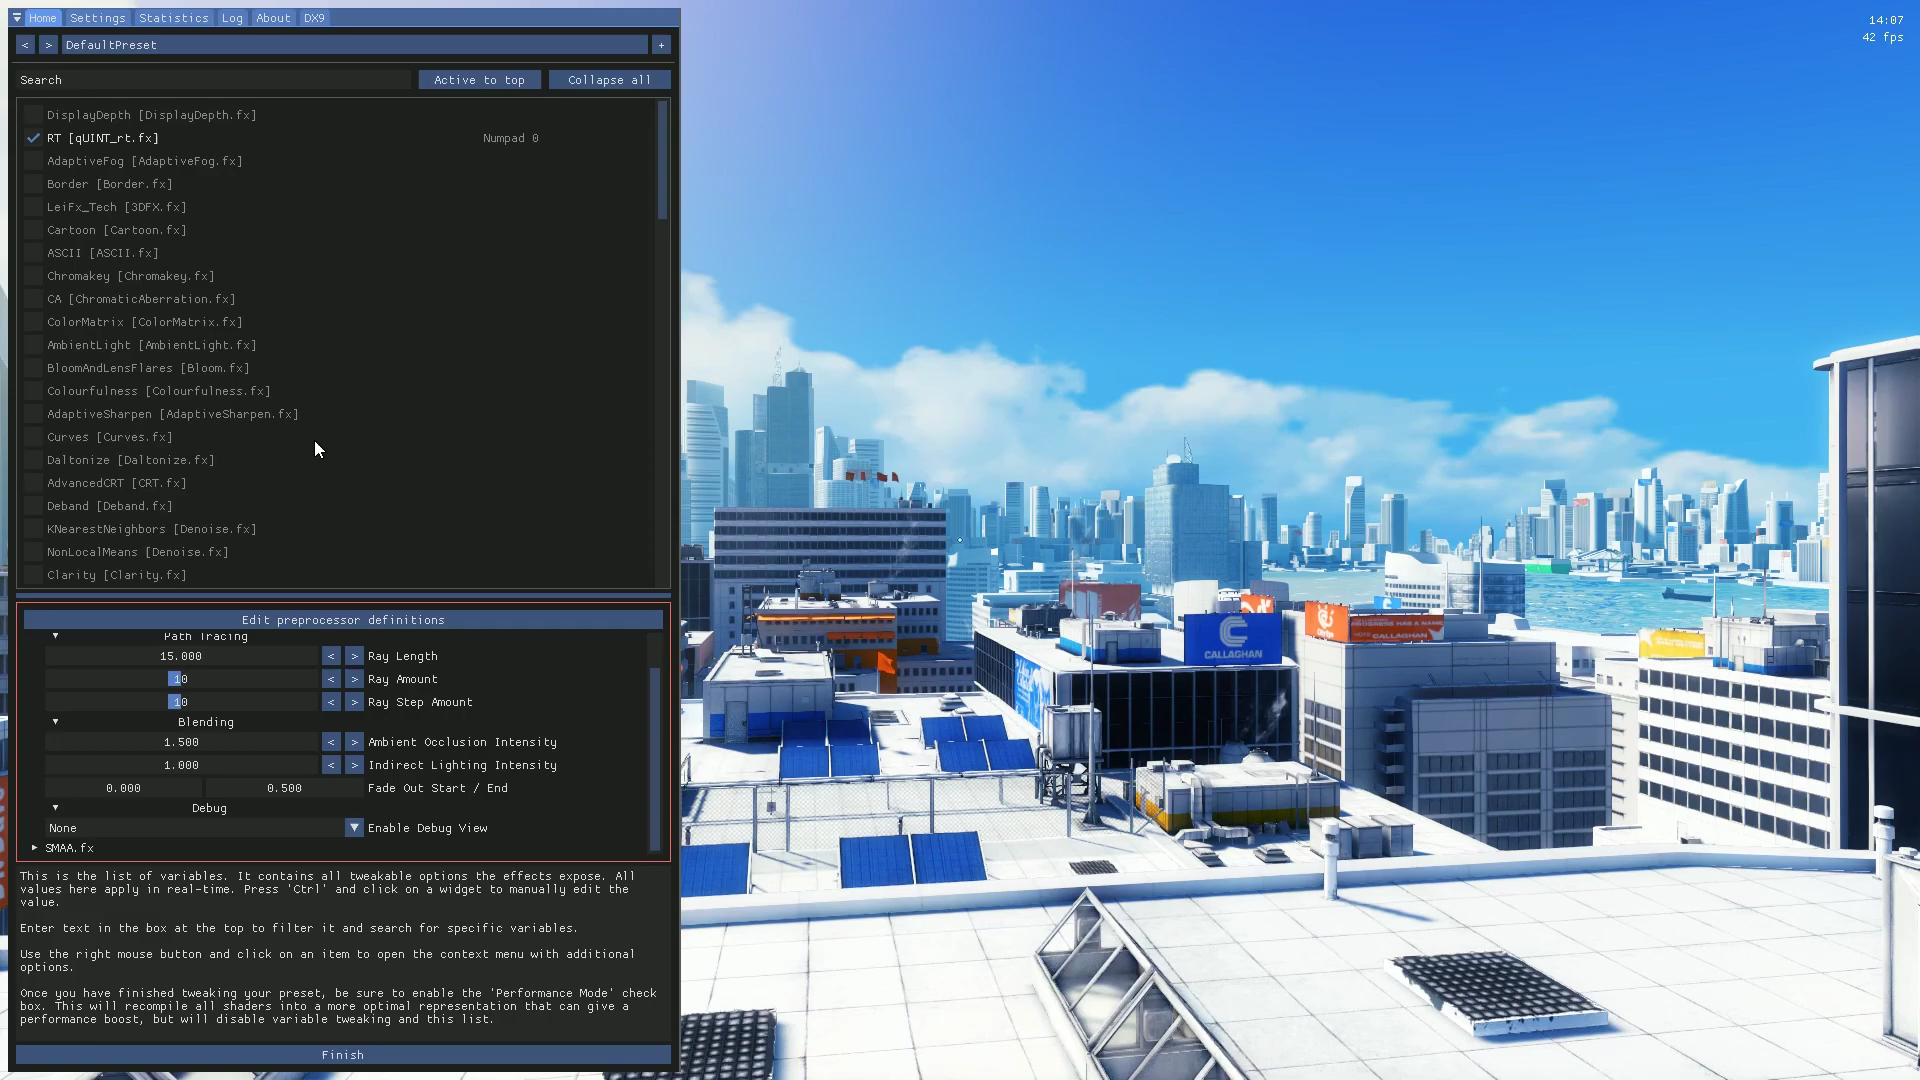 Home Settings Statistics Log About DX9
< > DefaultPreset +
Search Active to top Collapse all
DisplayDepth [DisplayDepth.fx]
RT [qUINT_rt.fx] Numpad 0
AdaptiveFog [AdaptiveFog.fx]
Border [Border.fx]
LeiFx_Tech [3DFX.fx]
Cartoon [Cartoon.fx]
ASCII [ASCII.fx]
Chromakey [Chromakey.fx]
CA [ChromaticAberration.fx]
ColorMatrix [ColorMatrix.fx]
AmbientLight [AmbientLight.fx]
BloomAndLensFlares [Bloom.fx]
Colourfulness [Colourfulness.fx]
AdaptiveSharpen [AdaptiveSharpen.fx]
Curves [Curves.fx]
Daltonize [Daltonize.fx]
AdvancedCRT [CRT.fx]
Deband [Deband.fx]
KNearestNeighbors [Denoise.fx]
NonLocalMeans [Denoise.fx]
Clarity [Clarity.fx]
Edit preprocessor definitions
Path Tracing
15.000 < > Ray Length
10 < > Ray Amount
10 < > Ray Step Amount
Blending
1.500 < > Ambient Occlusion Intensity
1.000 < > Indirect Lighting Intensity
0.000 0.500 Fade Out Start / End
Debug
None Enable Debug View
SMAA.fx
This is the list of variables. It contains all tweakable options the effects expose. All
values here apply in real-time. Press 'Ctrl' and click on a widget to manually edit the
value.
Enter text in the box at the top to filter it and search for specific variables.
Use the right mouse button and click on an item to open the context menu with additional
options.
Once you have finished tweaking your preset, be sure to enable the 'Performance Mode' check
box. This will recompile all shaders into a more optimal representation that can give a
performance boost, but will disable variable tweaking and this list.
Finish
14:07
42 fps
CALLAGHAN
CALLAGHAN